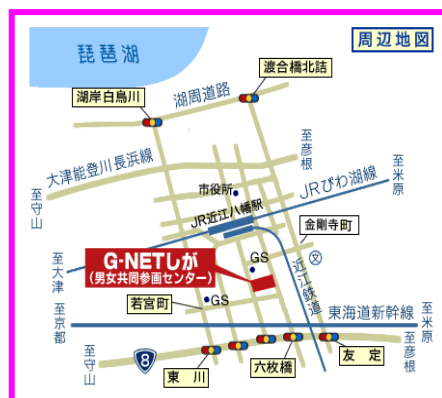 琵琶湖
周辺地図
渡合橋北詰
湖岸白鳥川
湖周道路
大津能登川長浜線
至彦根
至守山
市役所
JRびわ湖線
至米原
JR近江八幡駅
金剛寺町
文
G-NETしが
(男女共同参画センター)
GS
近江鉄道
至大津
若宮町
GS
東海道新幹線
至米原
至京都
至守山
8
東川
六枚橋
友定
至彦根